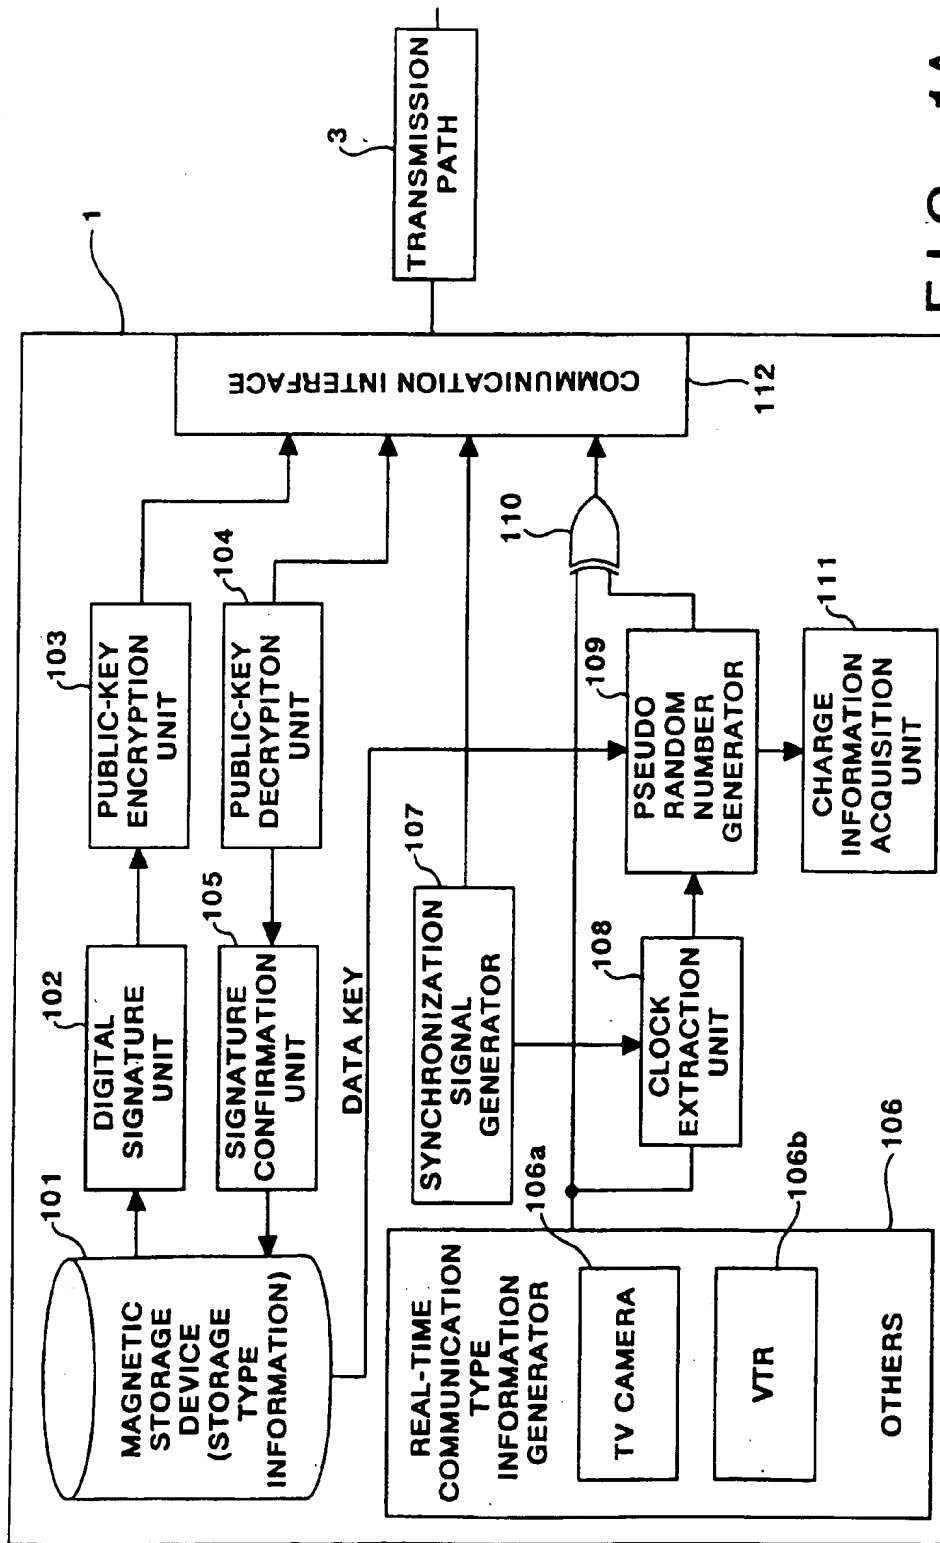 1
101
MAGNETIC
STORAGE
DEVICE
(STORAGE
TYPE
INFORMATION)
102
DIGITAL
SIGNATURE
UNIT
103
PUBLIC-KEY
ENCRYPTION
UNIT
104
PUBLIC-KEY
DECRYPITON
UNIT
105
SIGNATURE
CONFIRMATION
UNIT
DATA KEY
107
SYNCHRONIZATION
SIGNAL
GENERATOR
COMMUNICATION INTERFACE
112
3
TRANSMISSION
PATH
REAL-TIME
COMMUNICATION
TYPE
INFORMATION
GENERATOR
106a
TV CAMERA
106b
VTR
OTHERS
106
108
CLOCK
EXTRACTION
UNIT
109
PSEUDO
RANDOM
NUMBER
GENERATOR
110
111
CHARGE
INFORMATION
ACQUISITION
UNIT